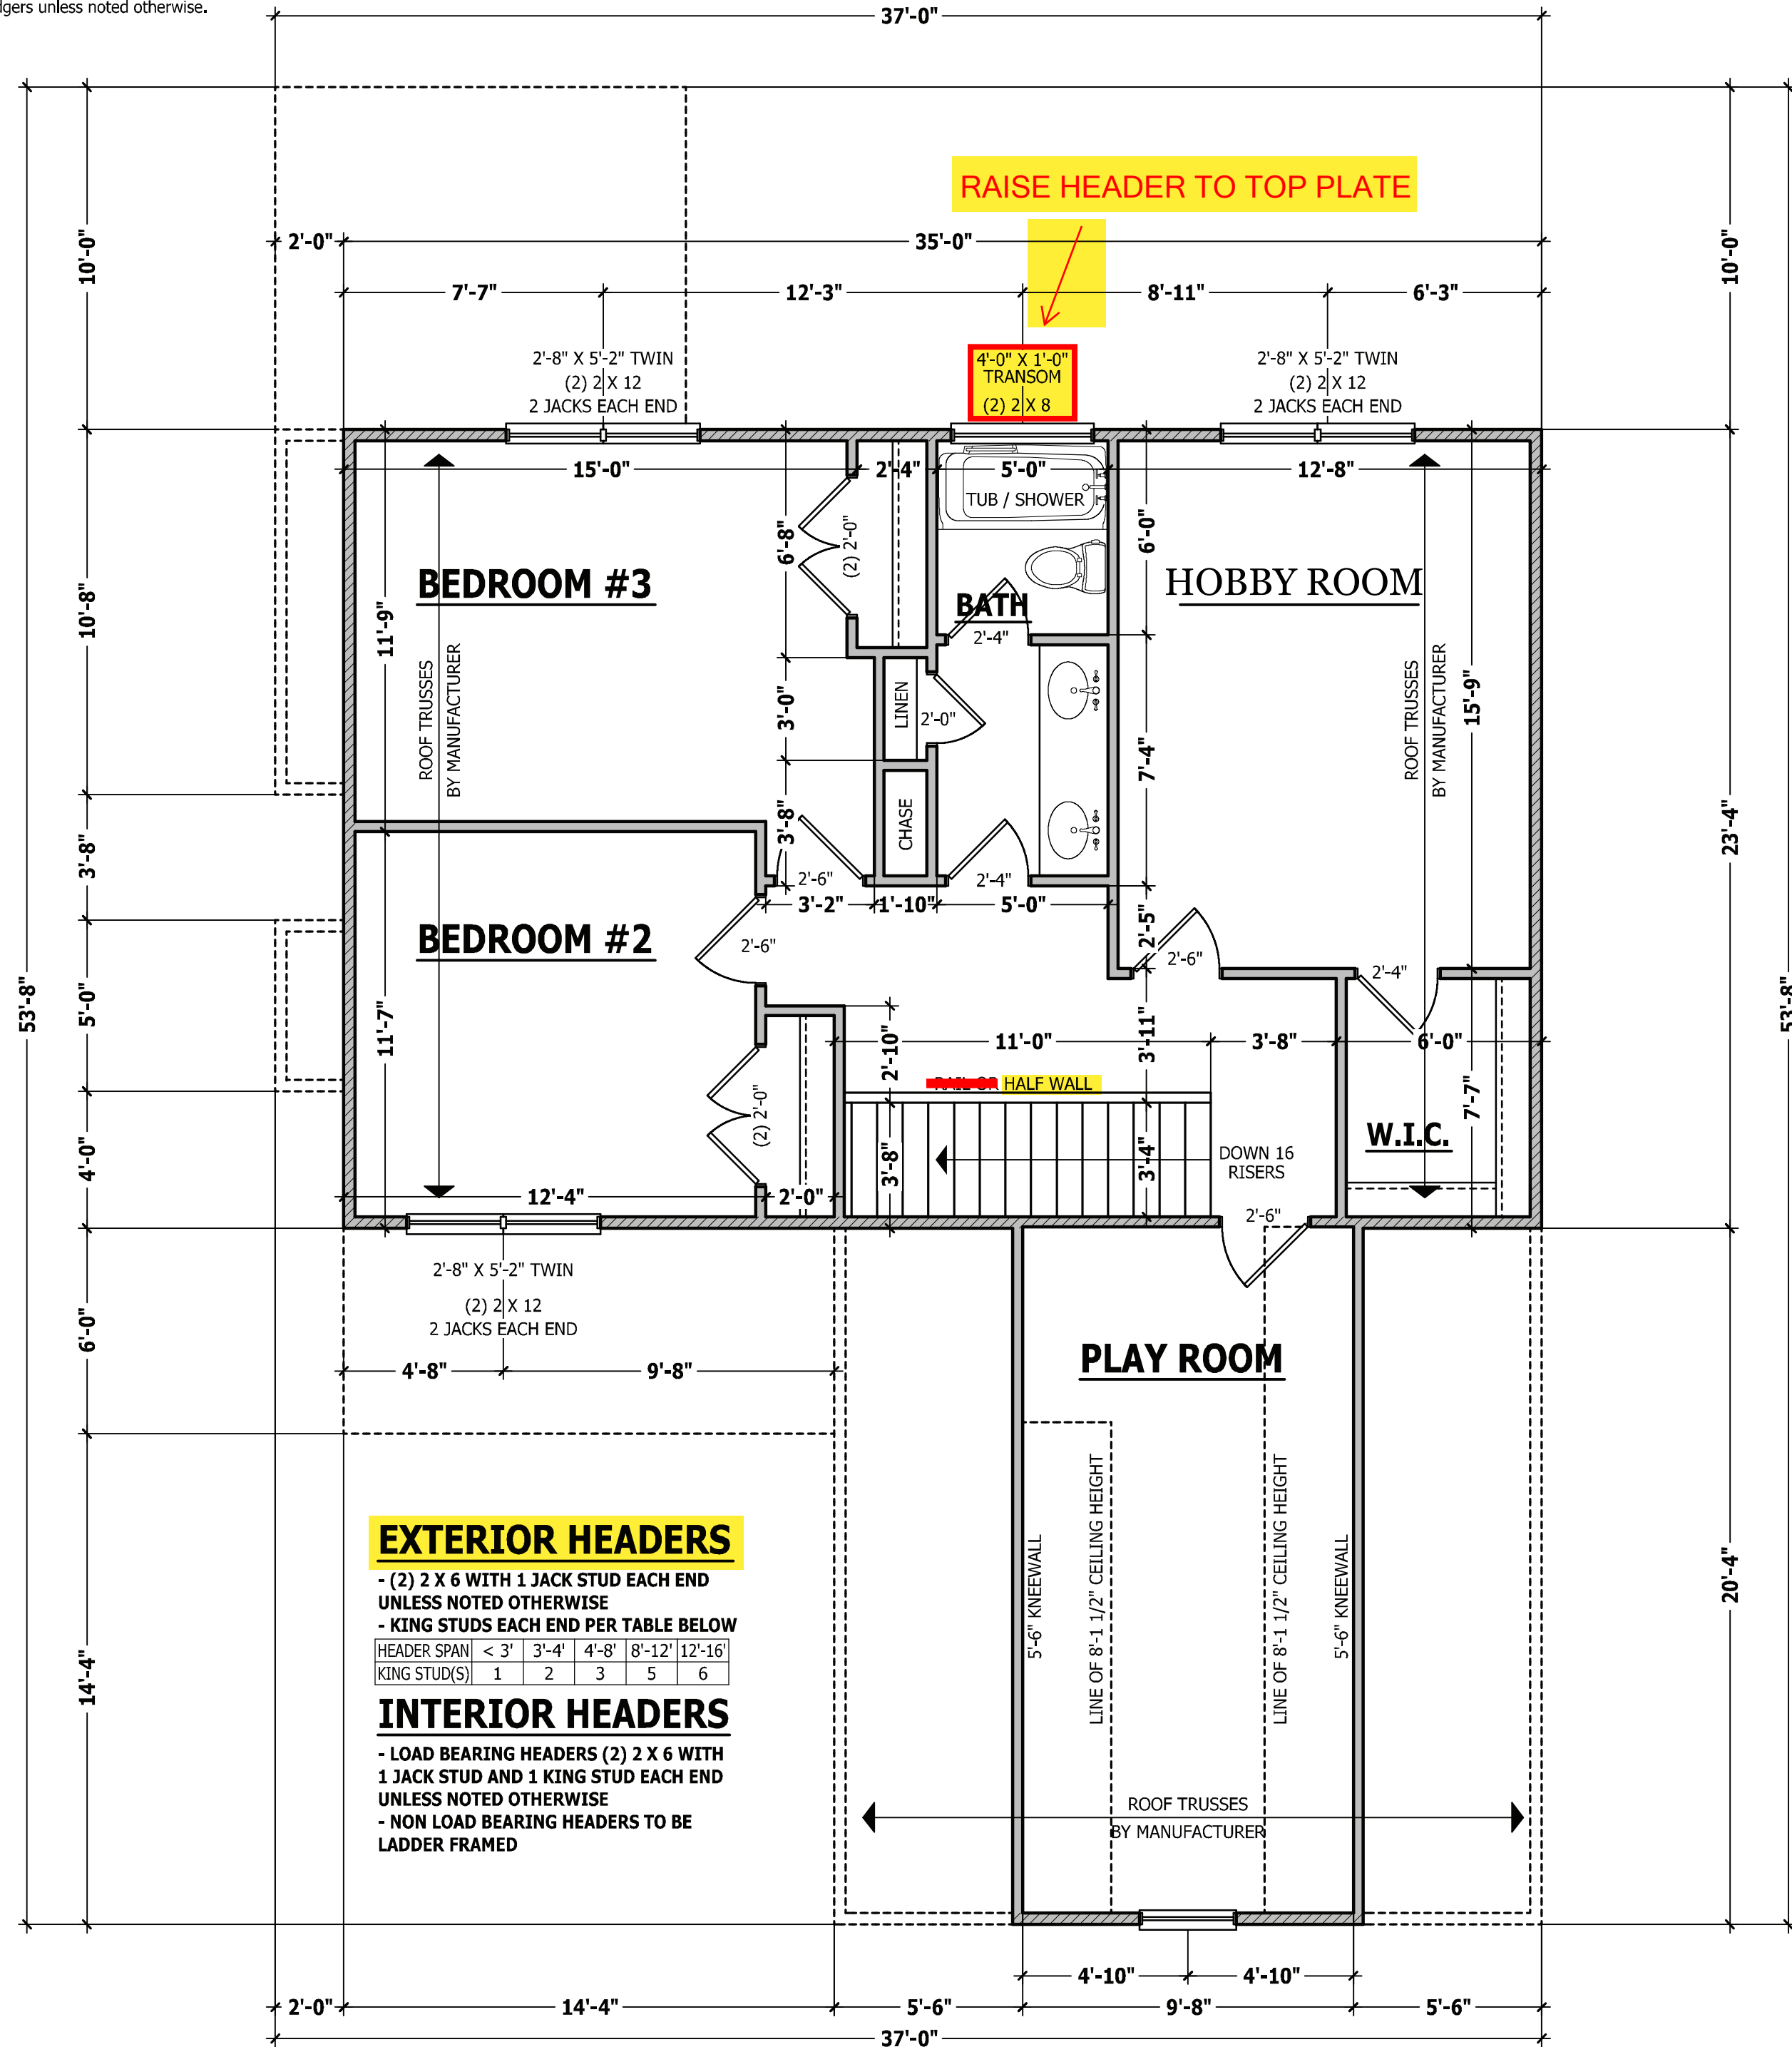 dgers unless noted otherwise.
37'-0"
RAISE HEADER TO TOP PLATE
2'-0"
35'-0"
7'-7"
12'-3"
8'-11"
6'-3"
10'-0"
10'-0"
2'-8" X 5'-2" TWIN
(2) 2 X 12
2 JACKS EACH END
4'-0" X 1'-0"
TRANSOM
(2) 2 X 8
2'-8" X 5'-2" TWIN
(2) 2 X 12
2 JACKS EACH END
15'-0"
2'-4"
5'-0"
12'-8"
TUB / SHOWER
6'-8"
(2) 2'-0"
6'-0"
BEDROOM #3
HOBBY ROOM
BATH
2'-4"
10'-8"
11'-9"
ROOF TRUSSES
BY MANUFACTURER
3'-0"
LINEN
2'-0"
7'-4"
ROOF TRUSSES
BY MANUFACTURER
15'-9"
3'-8"
3'-8"
CHASE
23'-4"
2'-6"
2'-4"
3'-2"
1'-10"
5'-0"
2'-5"
BEDROOM #2
2'-6"
2'-6"
2'-4"
53'-8"
5'-0"
11'-7"
2'-10"
11'-0"
3'-11"
3'-8"
6'-0"
53'-8"
RAIL OR HALF WALL
(2) 2'-0"
7'-7"
W.I.C.
4'-0"
3'-8"
3'-4"
DOWN 16
RISERS
12'-4"
2'-0"
2'-6"
2'-8" X 5'-2" TWIN
(2) 2 X 12
2 JACKS EACH END
6'-0"
4'-8"
9'-8"
PLAY ROOM
EXTERIOR HEADERS
- (2) 2 X 6 WITH 1 JACK STUD EACH END
UNLESS NOTED OTHERWISE
- KING STUDS EACH END PER TABLE BELOW
HEADER SPAN < 3' 3'-4' 4'-8' 8'-12' 12'-16'
KING STUD(S) 1 2 3 5 6
INTERIOR HEADERS
- LOAD BEARING HEADERS (2) 2 X 6 WITH
1 JACK STUD AND 1 KING STUD EACH END
UNLESS NOTED OTHERWISE
- NON LOAD BEARING HEADERS TO BE
LADDER FRAMED
14'-4"
5'-6" KNEEWALL
LINE OF 8'-1 1/2" CEILING HEIGHT
LINE OF 8'-1 1/2" CEILING HEIGHT
5'-6" KNEEWALL
20'-4"
ROOF TRUSSES
BY MANUFACTURER
4'-10"
4'-10"
2'-0"
14'-4"
5'-6"
9'-8"
5'-6"
37'-0"